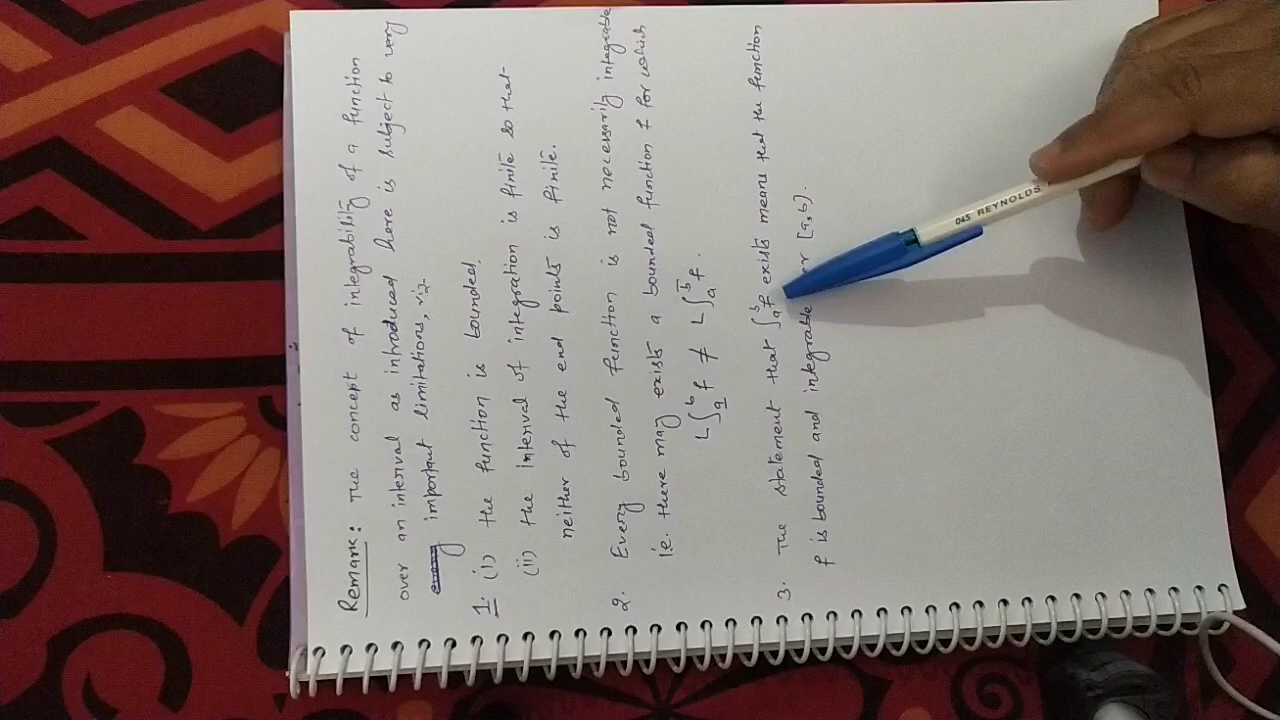 Remark: The concept of integrability of a function
over an interval as introduced here is subject to very
important limitations, viz.
1. (i) the function is bounded.
(ii) the interval of integration is finite so that
neither of the end points is finite.
2. Every bounded function is not necessarily integrable
i.e. there may exists a bounded function f for which
L∫_a^b f ≠ L∫_a^b̅ f.
3. The statement that ∫_a^b f exists means that the function
f is bounded and integrable [a,b].
045 REYNOLDS